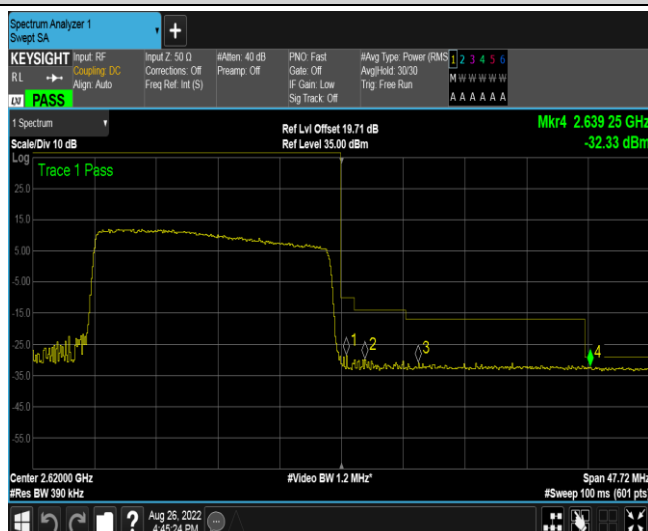 Spectrum Analyzer 1
Swept SA
+
KEYSIGHT Input: RF Input Z: 50 Ω #Atten: 40 dB PNO: Fast #Avg Type: Power (RMS 1 2 3 4 5 6
RL Coupling: DC Corrections: Off Preamp: Off Gate: Off Avg|Hold: 30/30 M W W W W W
Align: Auto Freq Ref: Int (S) IF Gain: Low Trig: Free Run
LXI PASS Sig Track: Off A A A A A A
1 Spectrum Ref Lvl Offset 19.71 dB Mkr4 2.639 25 GHz
Scale/Div 10 dB Ref Level 35.00 dBm -32.33 dBm
Log
Trace 1 Pass
25.0
15.0
5.00
-5.00
-15.0
-25.0
1 2 3 4
-35.0
-45.0
-55.0
Center 2.62000 GHz #Video BW 1.2 MHz* Span 47.72 MHz
#Res BW 390 kHz #Sweep 100 ms (601 pts)
? Aug 26, 2022
4:45:24 PM